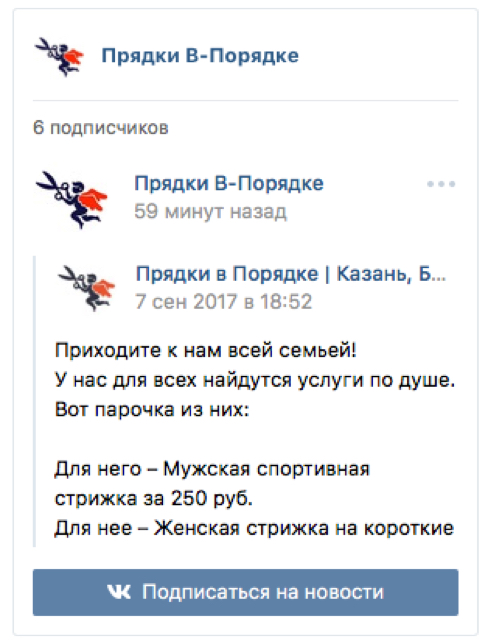 Прядки В-Порядке
6 подписчиков
Прядки В-Порядке
59 минут назад
Прядки в Порядке | Казань, Б...
7 сен 2017 в 18:52
Приходите к нам всей семьей!
У нас для всех найдутся услуги по душе.
Вот парочка из них:
Для него – Мужская спортивная
стрижка за 250 руб.
Для нее – Женская стрижка на короткие
Подписаться на новости